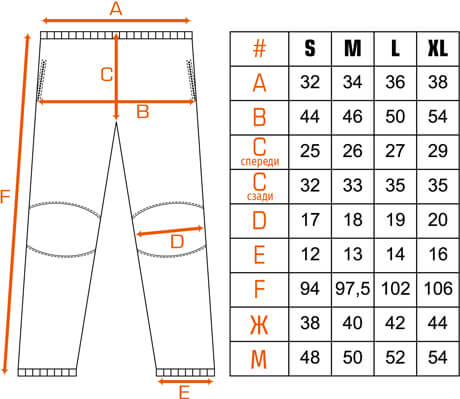 A
C
B
F
D
E
# S M L XL
A 32 34 36 38
B 44 46 50 54
C спереди 25 26 27 29
C сзади 32 33 35 35
D 17 18 19 20
E 12 13 14 16
F 94 97,5 102 106
Ж 38 40 42 44
М 48 50 52 54